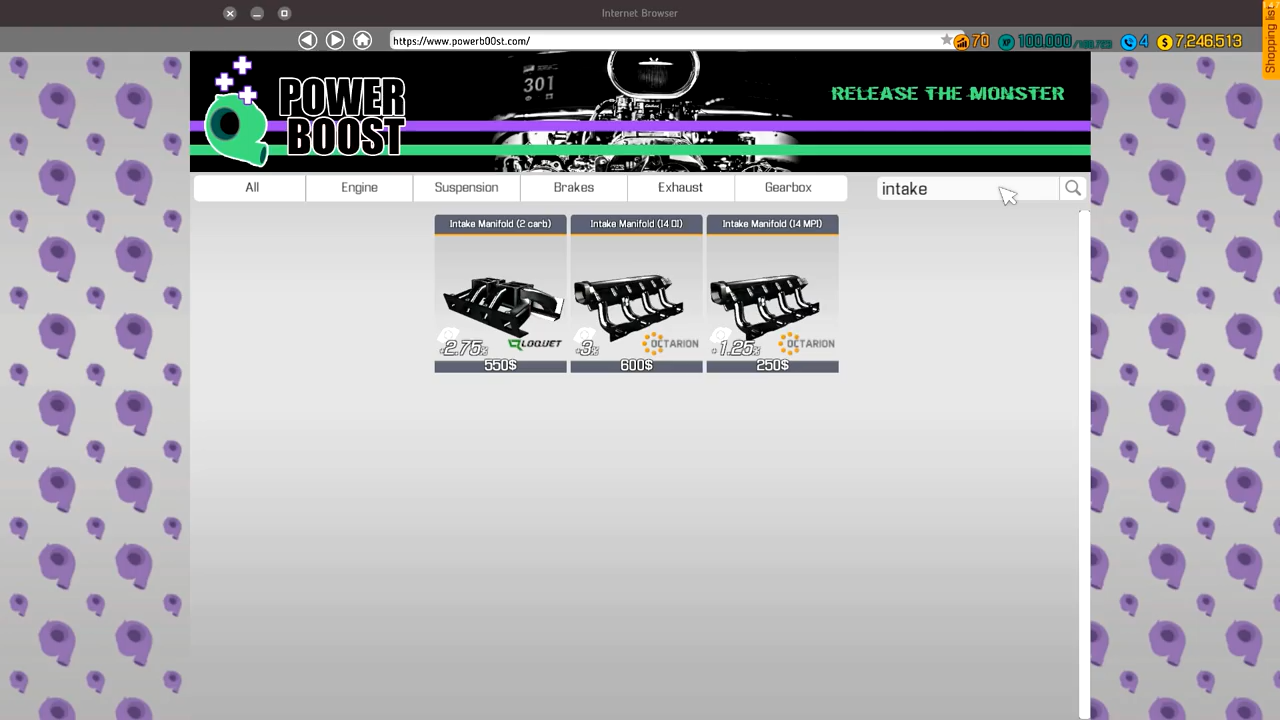 Internet Browser
Shopping list
https://www.powerb00st.com/
70
100.000
4
7,246,513
301
POWER
BOOST
RELEASE THE MONSTER
All
Engine
Suspension
Brakes
Exhaust
Gearbox
intake
Intake Manifold (2 carb)
Intake Manifold (I4 DI)
Intake Manifold (I4 MPI)
+2.75%
+3%
OCTARION
+1.25%
OCTARION
550$
600$
250$